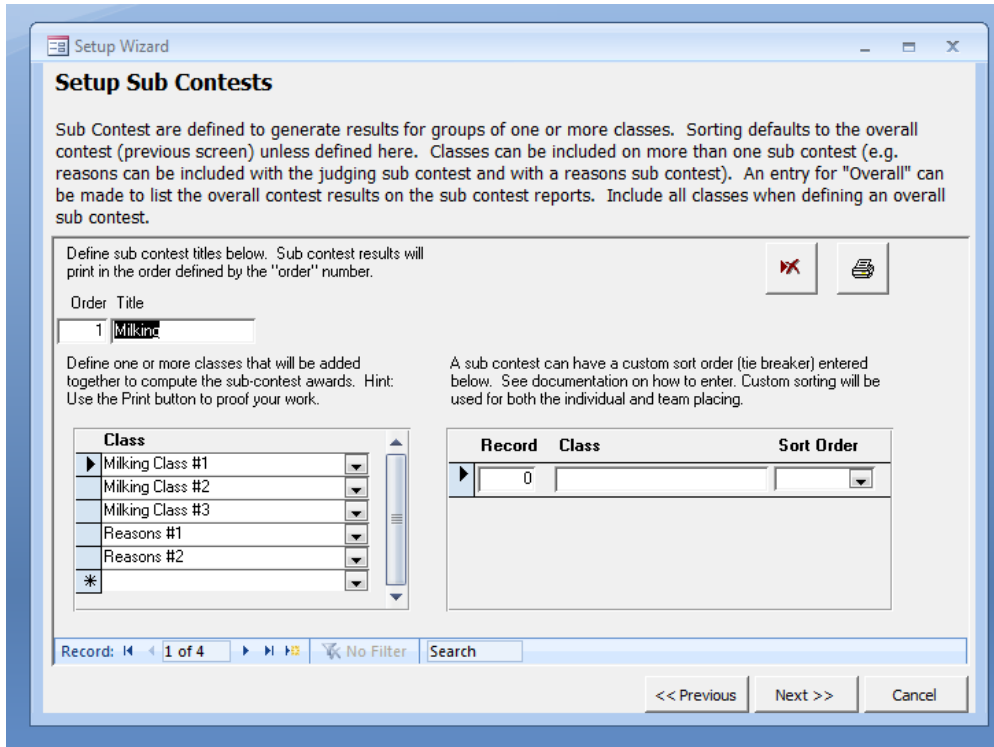 Setup Wizard
Setup Sub Contests
Sub Contest are defined to generate results for groups of one or more classes.  Sorting defaults to the overall
contest (previous screen) unless defined here.  Classes can be included on more than one sub contest (e.g.
reasons can be included with the judging sub contest and with a reasons sub contest).  An entry for "Overall" can
be made to list the overall contest results on the sub contest reports.  Include all classes when defining an overall
sub contest.
Define sub contest titles below.  Sub contest results will
print in the order defined by the "order" number.
Order Title
1 Milking
Define one or more classes that will be added
together to compute the sub-contest awards.  Hint:
Use the Print button to proof your work.
A sub contest can have a custom sort order (tie breaker) entered
below.  See documentation on how to enter. Custom sorting will be
used for both the individual and team placing.
Class
Milking Class #1
Milking Class #2
Milking Class #3
Reasons #1
Reasons #2
Record Class Sort Order
0
Record: 1 of 4 No Filter Search
<< Previous Next >> Cancel